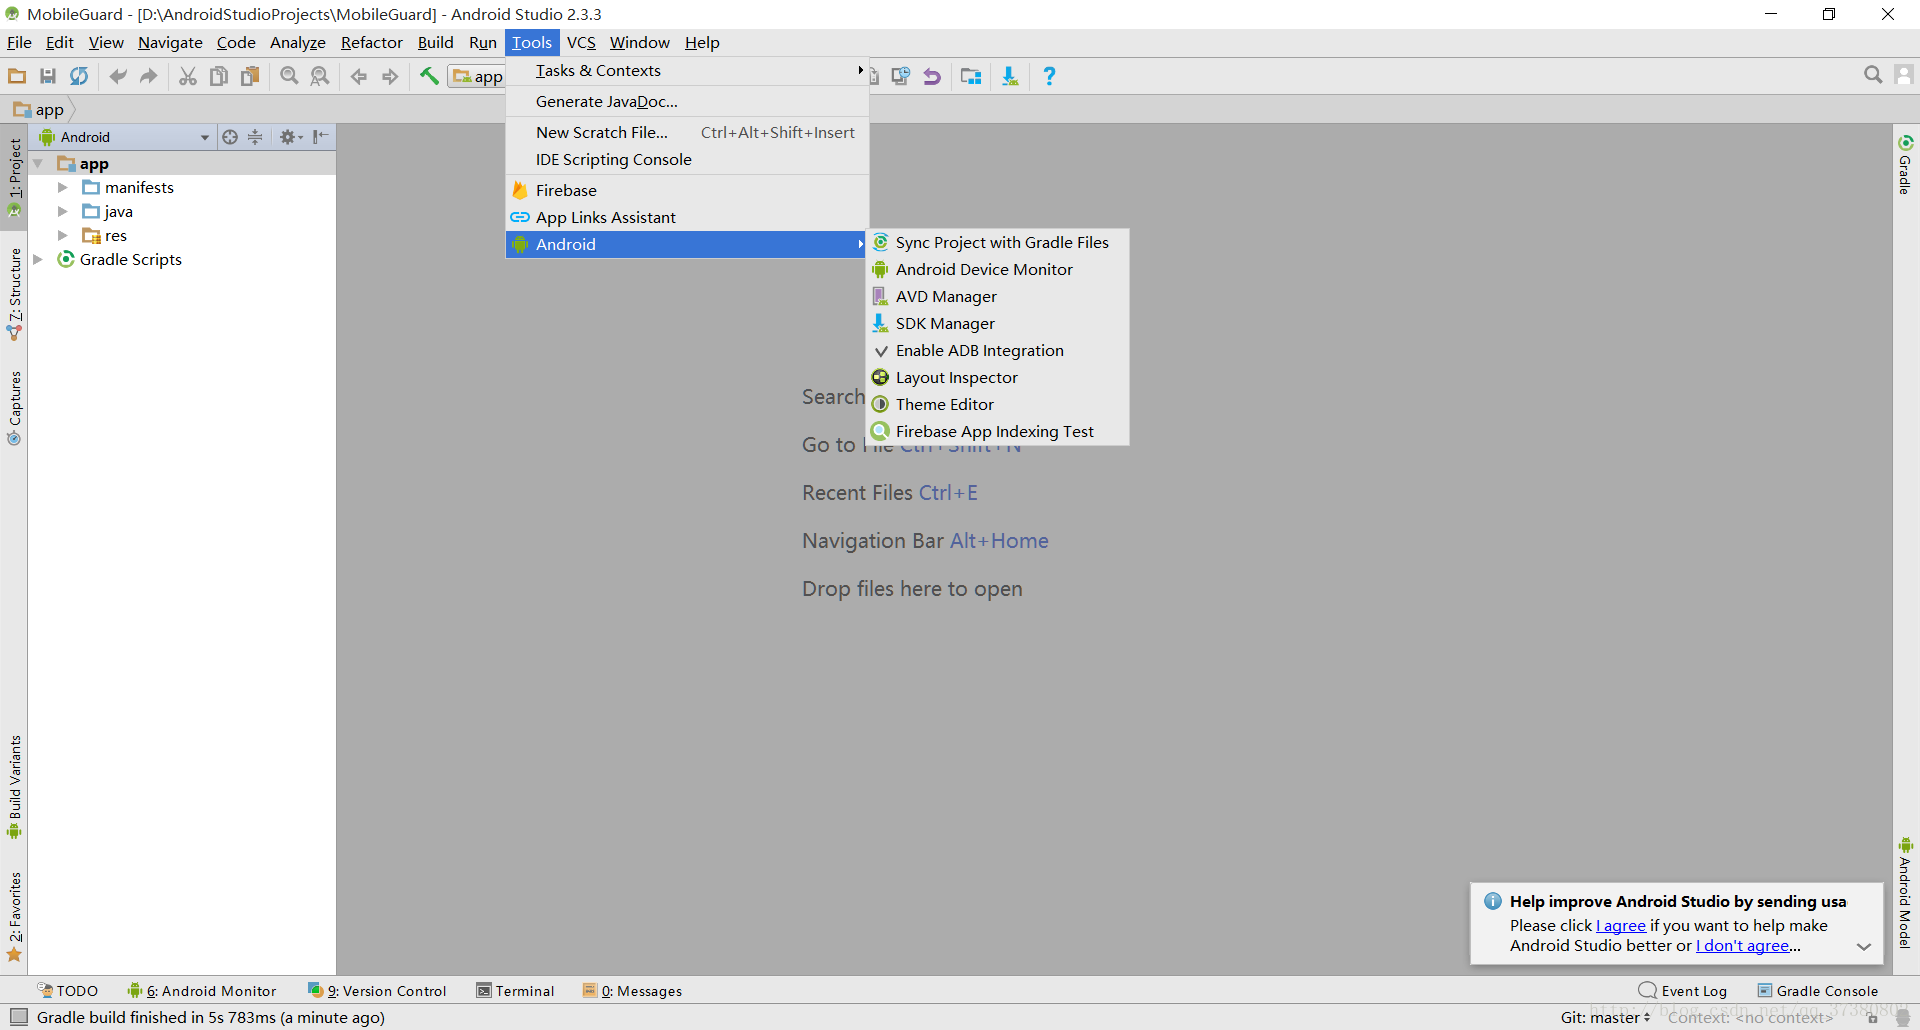 MobileGuard - [D:\AndroidStudioProjects\MobileGuard] - Android Studio 2.3.3
File Edit View Navigate Code Analyze Refactor Build Run Tools VCS Window Help
app
app
Tasks & Contexts
Generate JavaDoc...
New Scratch File... Ctrl+Alt+Shift+Insert
IDE Scripting Console
Firebase
App Links Assistant
Android
Sync Project with Gradle Files
Android Device Monitor
AVD Manager
SDK Manager
Enable ADB Integration
Layout Inspector
Theme Editor
Firebase App Indexing Test
Android
app
manifests
java
res
Gradle Scripts
1: Project
7: Structure
Captures
Build Variants
2: Favorites
Search
Go to File Ctrl+Shift+N
Recent Files Ctrl+E
Navigation Bar Alt+Home
Drop files here to open
Gradle
Android Model
Help improve Android Studio by sending usa
Please click I agree if you want to help make
Android Studio better or I don't agree...
TODO 6: Android Monitor 9: Version Control Terminal 0: Messages Event Log Gradle Console
Gradle build finished in 5s 783ms (a minute ago) Git: master Context: <no context>